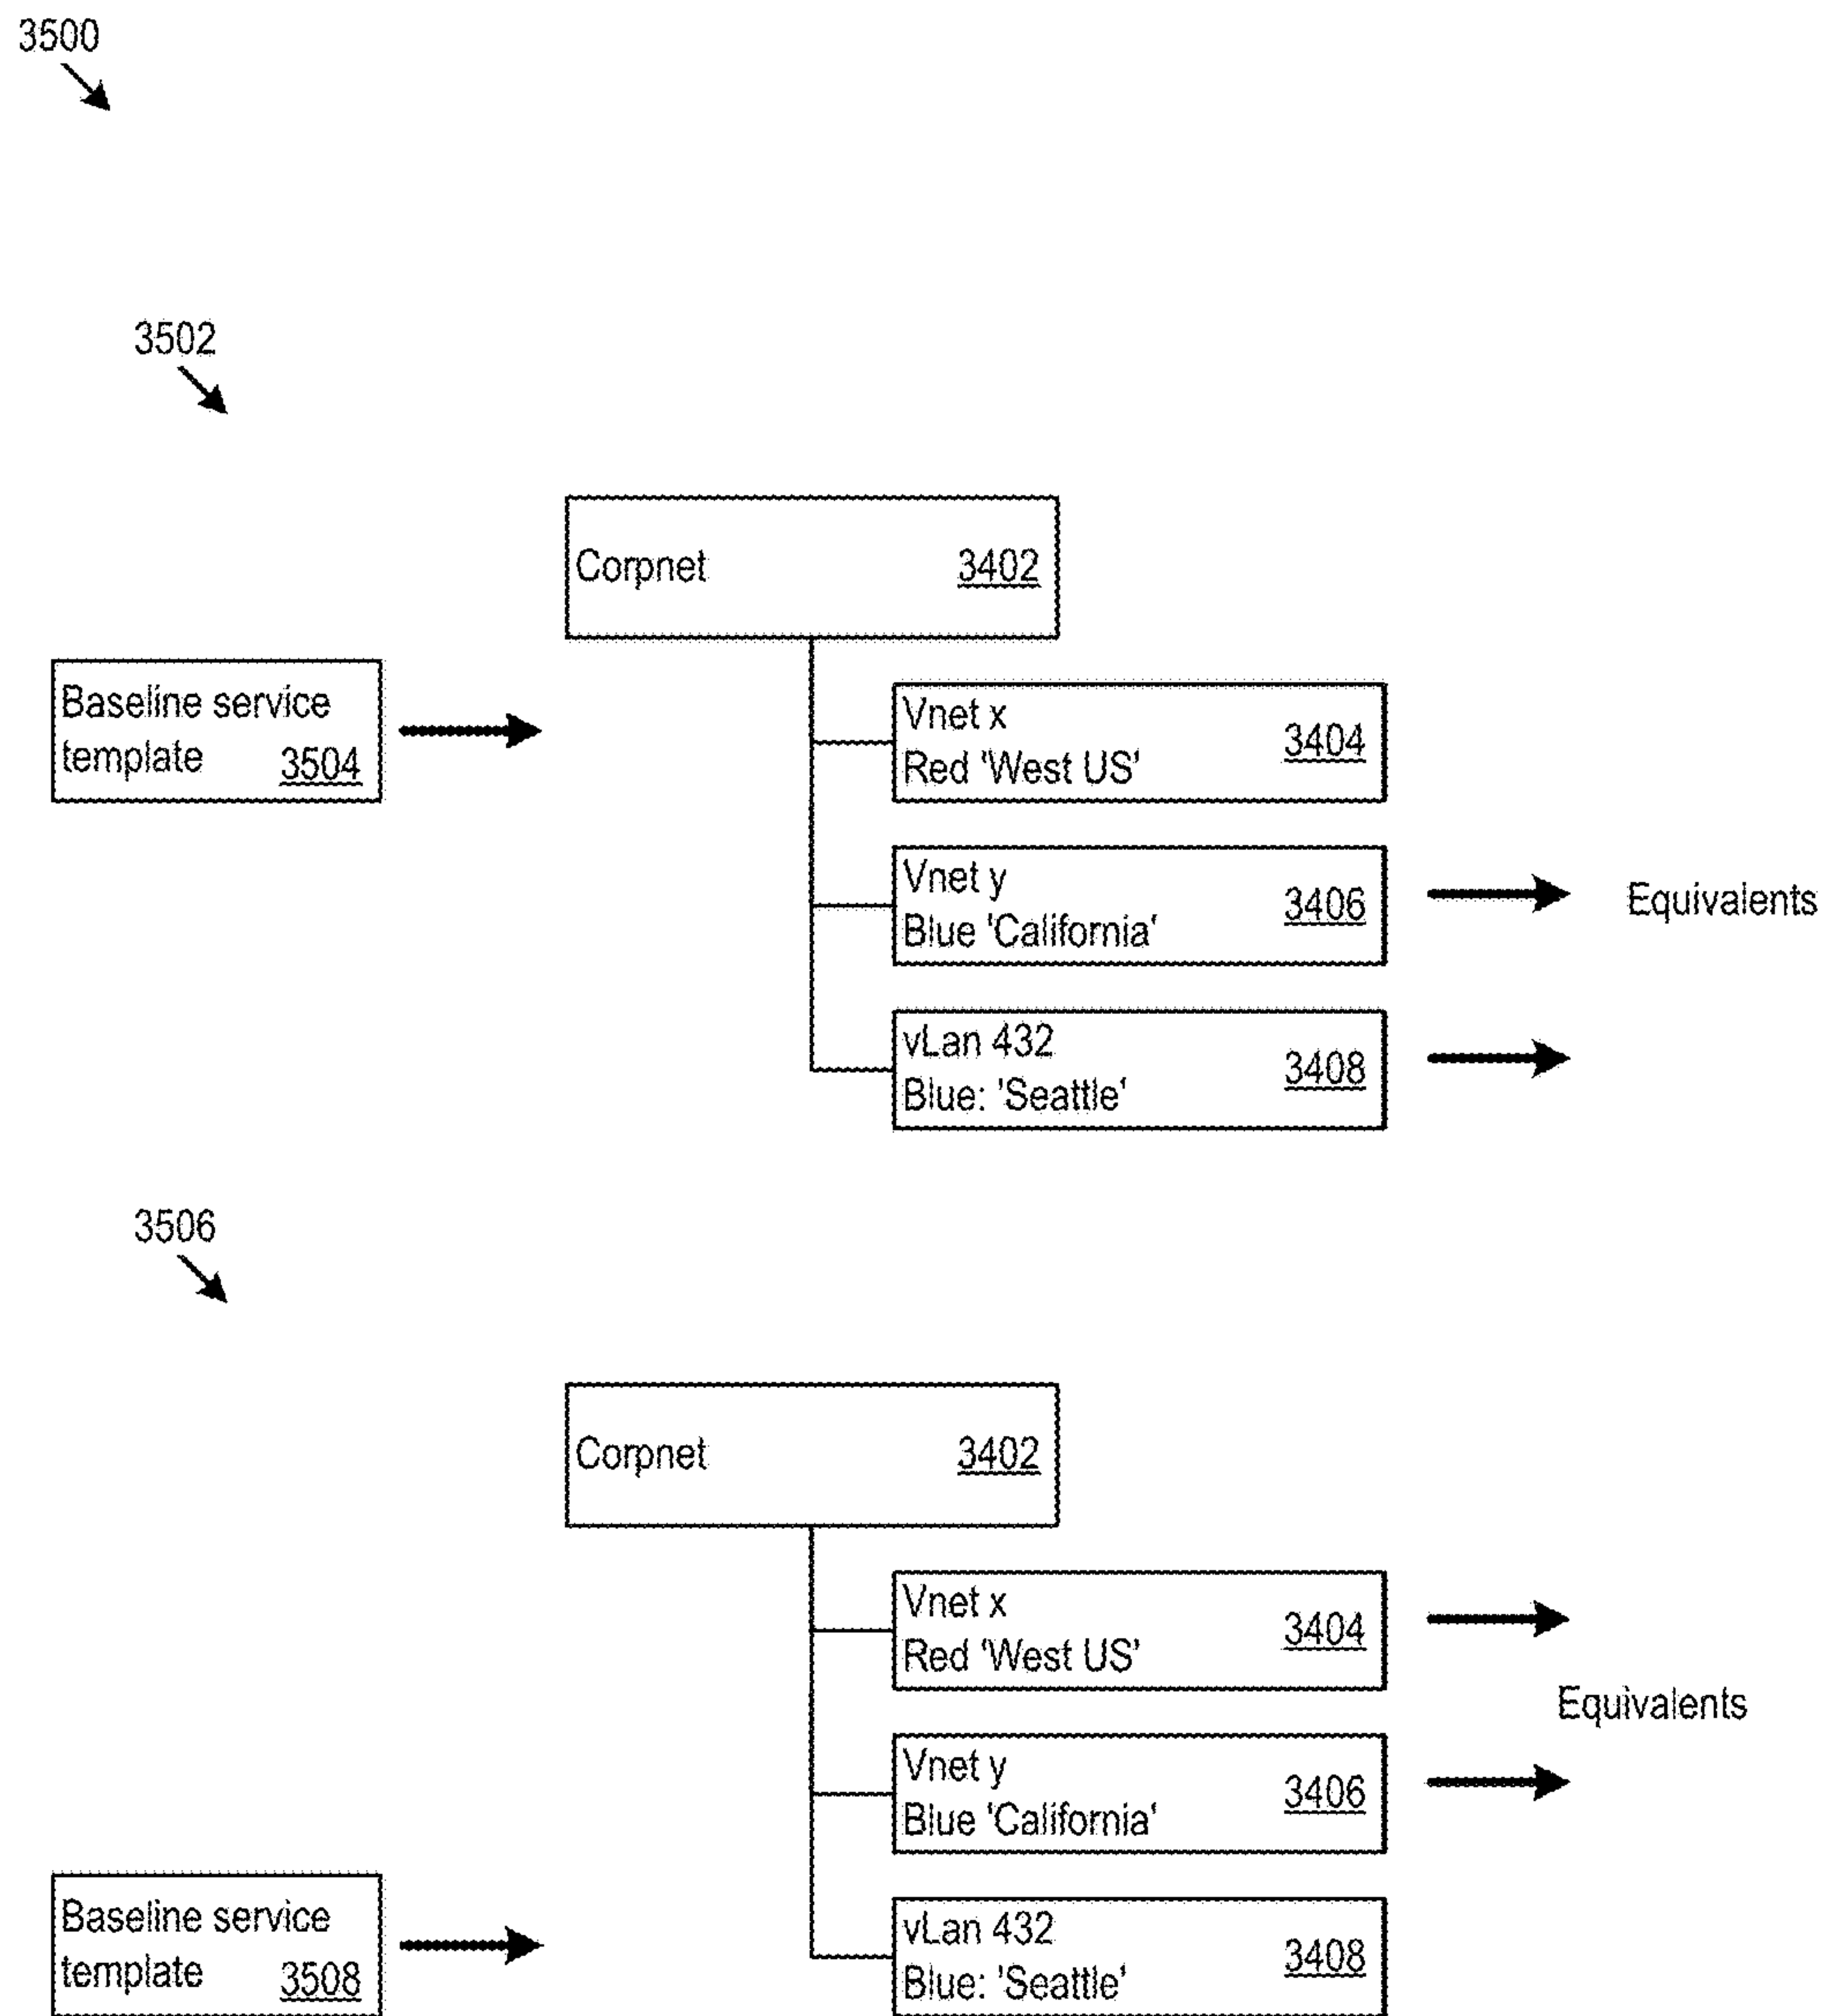 3500
3502
Corpnet 3402
Baseline service
template 3504
Vnet x
Red 'West US' 3404
Vnet y
Blue 'California' 3406
Equivalents
vLan 432
Blue: 'Seattle' 3408
3506
Corpnet 3402
Vnet x
Red 'West US' 3404
Equivalents
Vnet y
Blue 'California' 3406
Baseline service
template 3508
vLan 432
Blue: 'Seattle' 3408